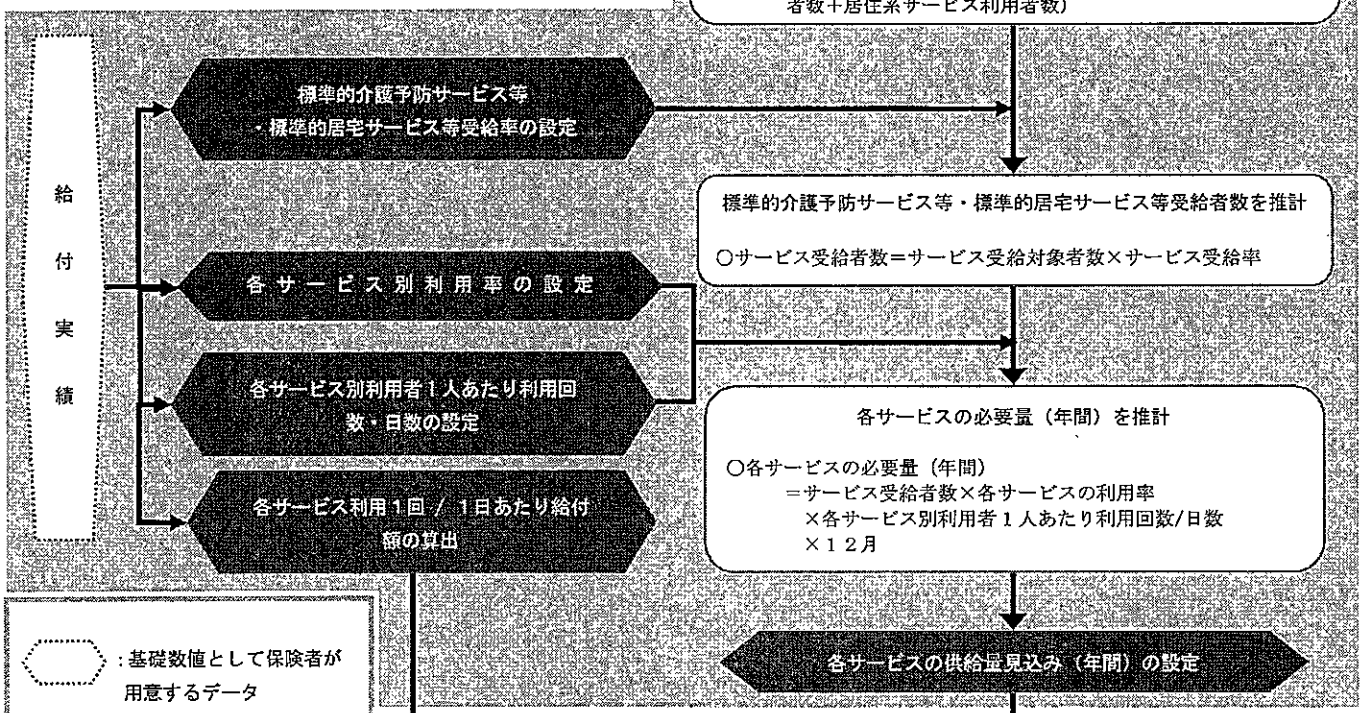 者数+居住系サービス利用者数)
給付実績
標準的介護予防サービス等
・標準的居宅サービス等受給率の設定
標準的介護予防サービス等・標準的居宅サービス等受給者数を推計
○サービス受給者数=サービス受給対象者数×サービス受給率
各サービス別利用率の設定
各サービス別利用者1人あたり利用回
数・日数の設定
各サービスの必要量(年間)を推計
○各サービスの必要量(年間)
=サービス受給者数×各サービスの利用率
×各サービス別利用者1人あたり利用回数/日数
×12月
各サービス利用1回 / 1日あたり給付
額の算出
各サービスの供給量見込み(年間)の設定
:基礎数値として保険者が
用意するデータ